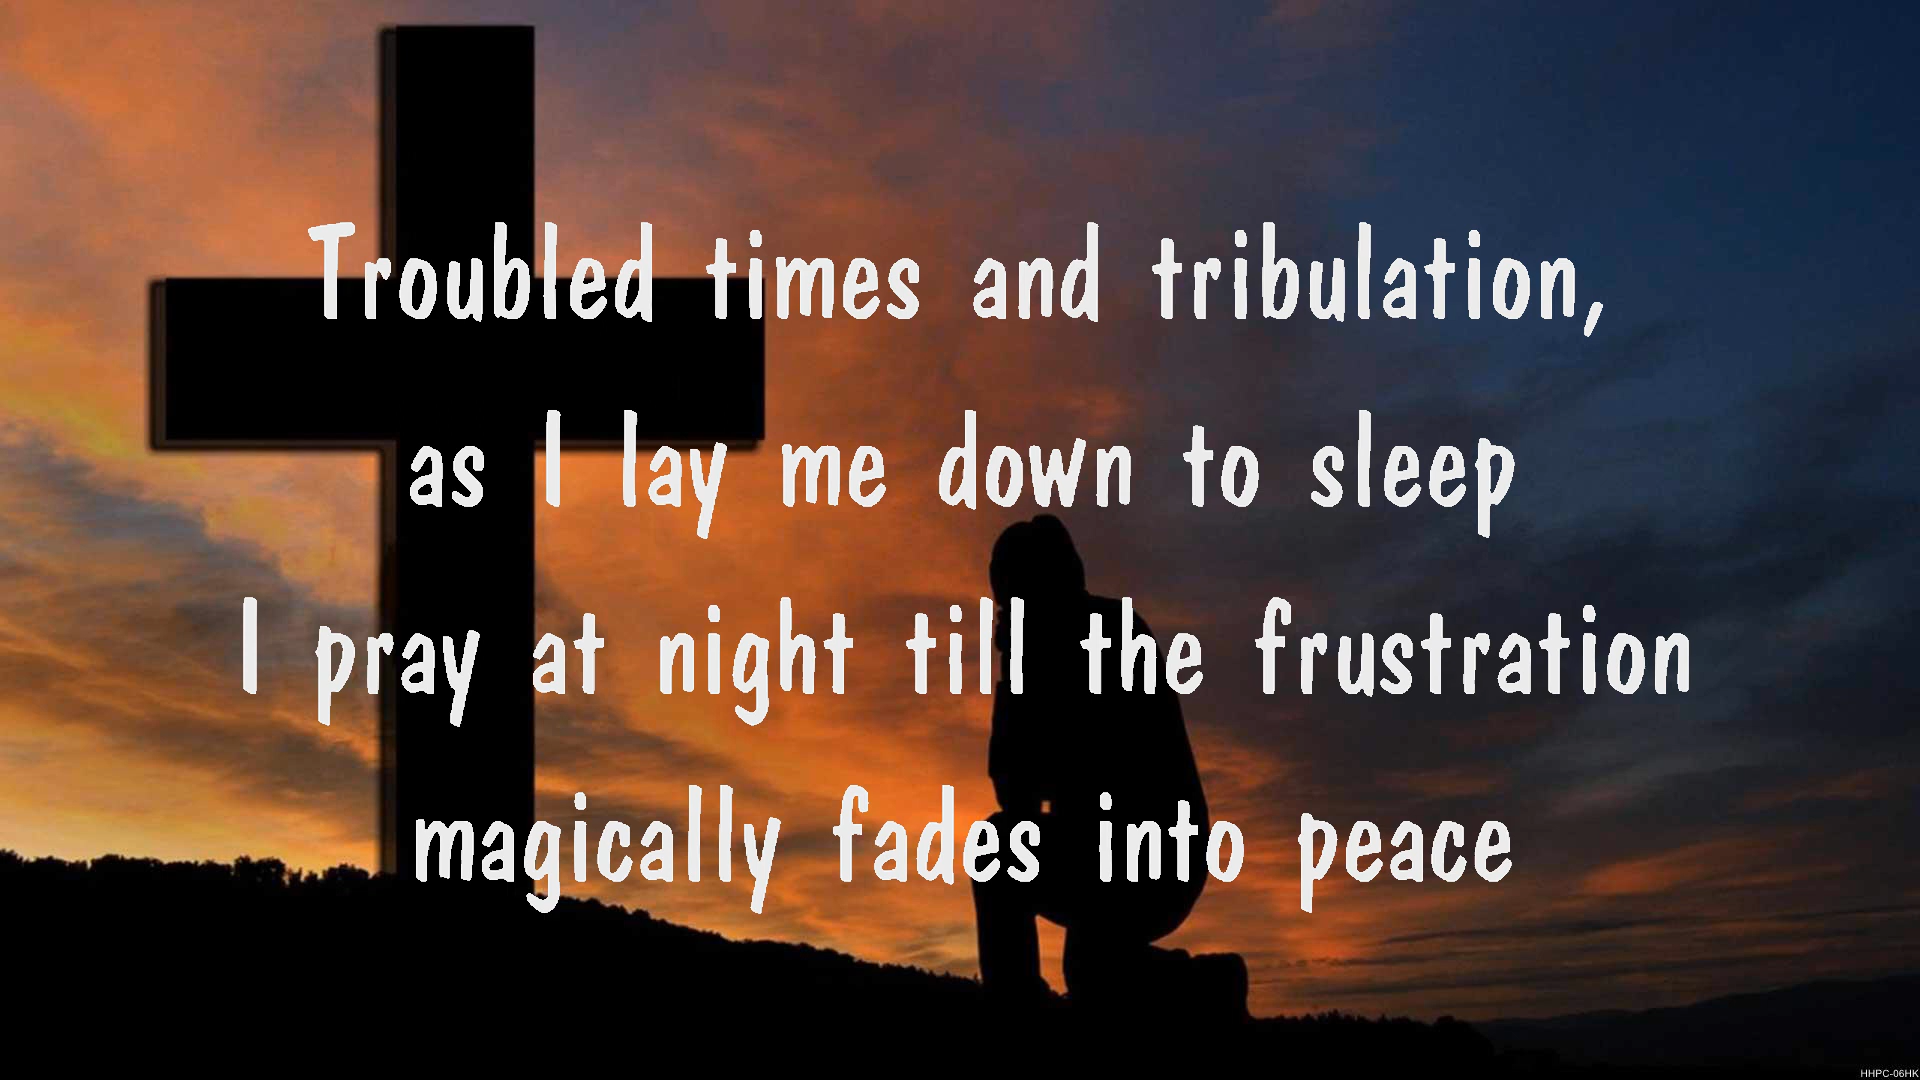 Troubled times and tribulation,
as I lay me down to sleep
I pray at night till the frustration
magically fades into peace
HHPC-06HK